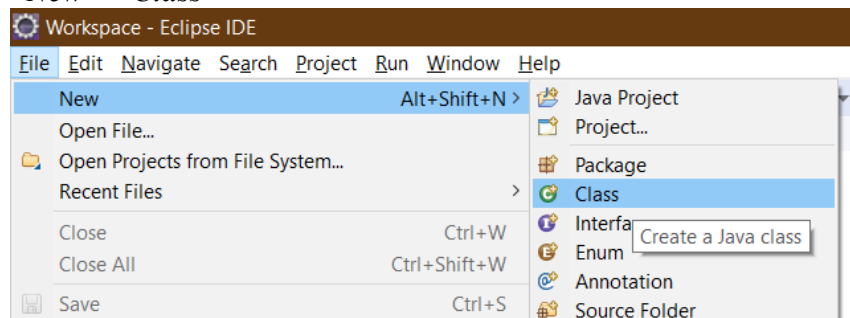 Workspace - Eclipse IDE
File Edit Navigate Search Project Run Window Help
New Alt+Shift+N >
Open File...
Open Projects from File System...
Recent Files >
Close Ctrl+W
Close All Ctrl+Shift+W
Save Ctrl+S
Java Project
Project...
Package
Class
Interfa
Create a Java class
Enum
Annotation
Source Folder